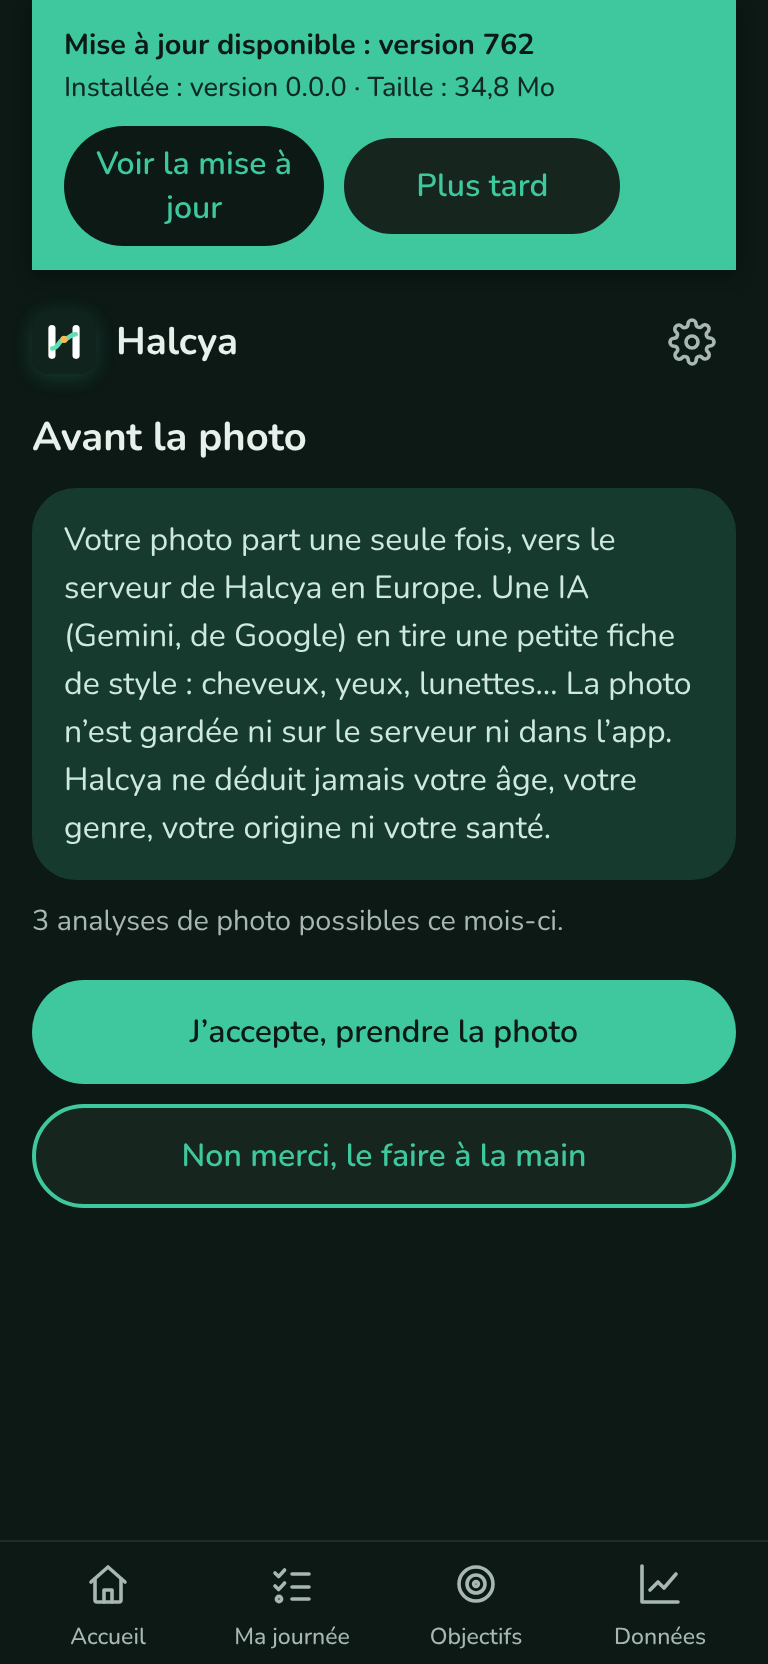 Mise à jour disponible : version 762
Installée : version 0.0.0 · Taille : 34,8 Mo
Voir la mise à
jour
Plus tard
Halcya
Avant la photo
Votre photo part une seule fois, vers le
serveur de Halcya en Europe. Une IA
(Gemini, de Google) en tire une petite fiche
de style : cheveux, yeux, lunettes… La photo
n’est gardée ni sur le serveur ni dans l’app.
Halcya ne déduit jamais votre âge, votre
genre, votre origine ni votre santé.
3 analyses de photo possibles ce mois-ci.
J’accepte, prendre la photo
Non merci, le faire à la main
Accueil
Ma journée
Objectifs
Données